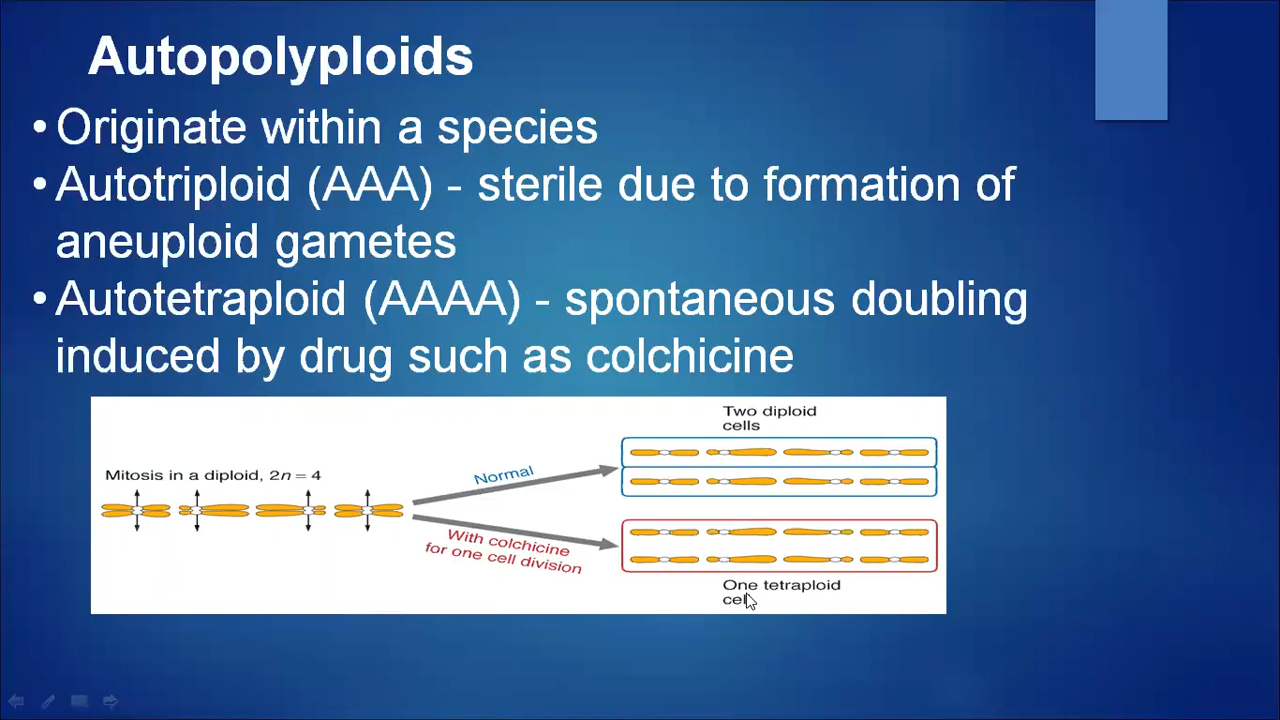 Autopolyploids
• Originate within a species
• Autotriploid (AAA) - sterile due to formation of
aneuploid gametes
• Autotetraploid (AAAA) - spontaneous doubling
induced by drug such as colchicine
Two diploid
cells
Mitosis in a diploid, 2n = 4
Normal
With colchicine
for one cell division
One tetraploid
cell